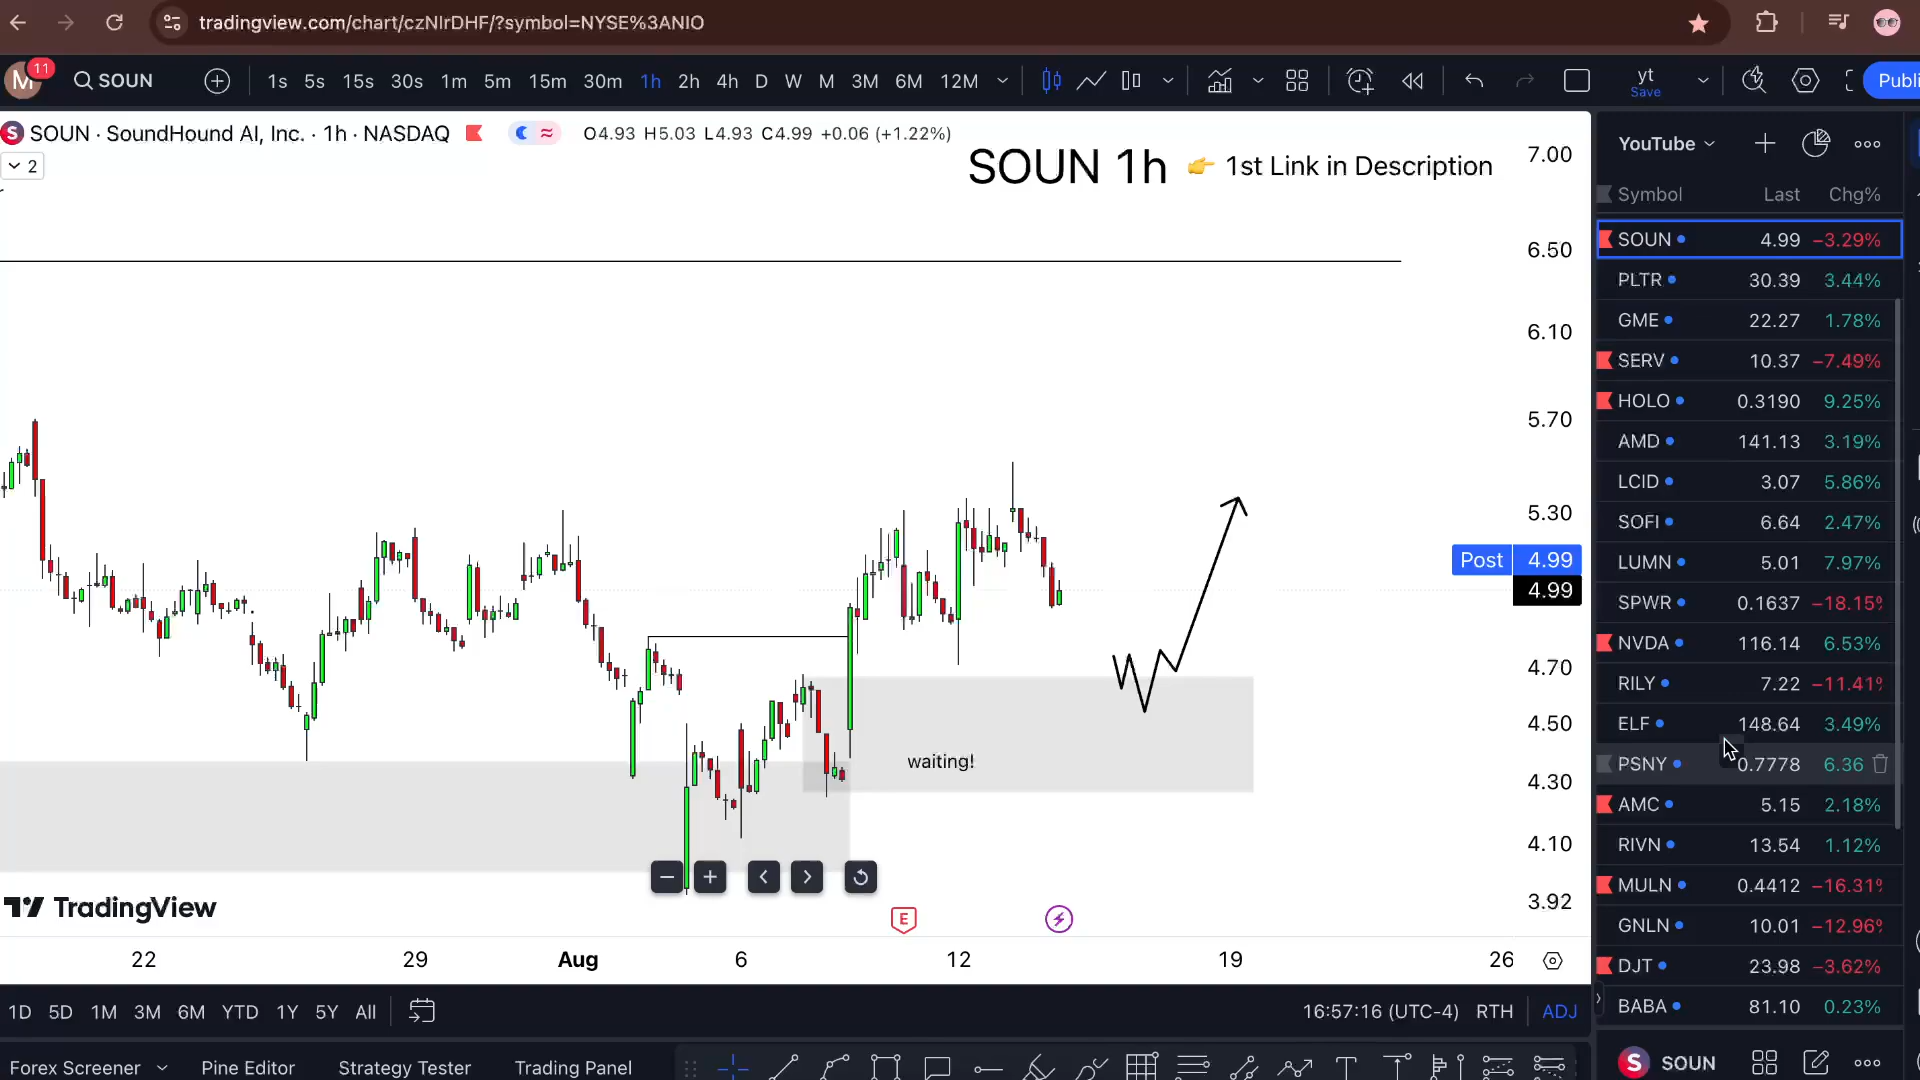 tradingview.com/chart/czNlrDHF/?symbol=NYSE%3ANIO
M
11
SOUN
1s 5s 15s 30s 1m 5m 15m 30m 1h 2h 4h D W M 3M 6M 12M
yt
Save
Publi
S SOUN · SoundHound AI, Inc. · 1h · NASDAQ
O4.93 H5.03 L4.93 C4.99 +0.06 (+1.22%)
2
SOUN 1h 👉 1st Link in Description
7.00
6.50
6.10
5.70
5.30
Post 4.99
4.99
4.70
4.50
4.30
4.10
3.92
waiting!
TradingView
E
22 29 Aug 6 12 19 26
1D 5D 1M 3M 6M YTD 1Y 5Y All
16:57:16 (UTC-4) RTH ADJ
Forex Screener Pine Editor Strategy Tester Trading Panel
YouTube
Symbol Last Chg%
SOUN 4.99 −3.29%
PLTR 30.39 3.44%
GME 22.27 1.78%
SERV 10.37 −7.49%
HOLO 0.3190 9.25%
AMD 141.13 3.19%
LCID 3.07 5.86%
SOFI 6.64 2.47%
LUMN 5.01 7.97%
SPWR 0.1637 −18.15%
NVDA 116.14 6.53%
RILY 7.22 −11.41%
ELF 148.64 3.49%
PSNY 0.7778 6.36
AMC 5.15 2.18%
RIVN 13.54 1.12%
MULN 0.4412 −16.31%
GNLN 10.01 −12.96%
DJT 23.98 −3.62%
BABA 81.10 0.23%
S SOUN